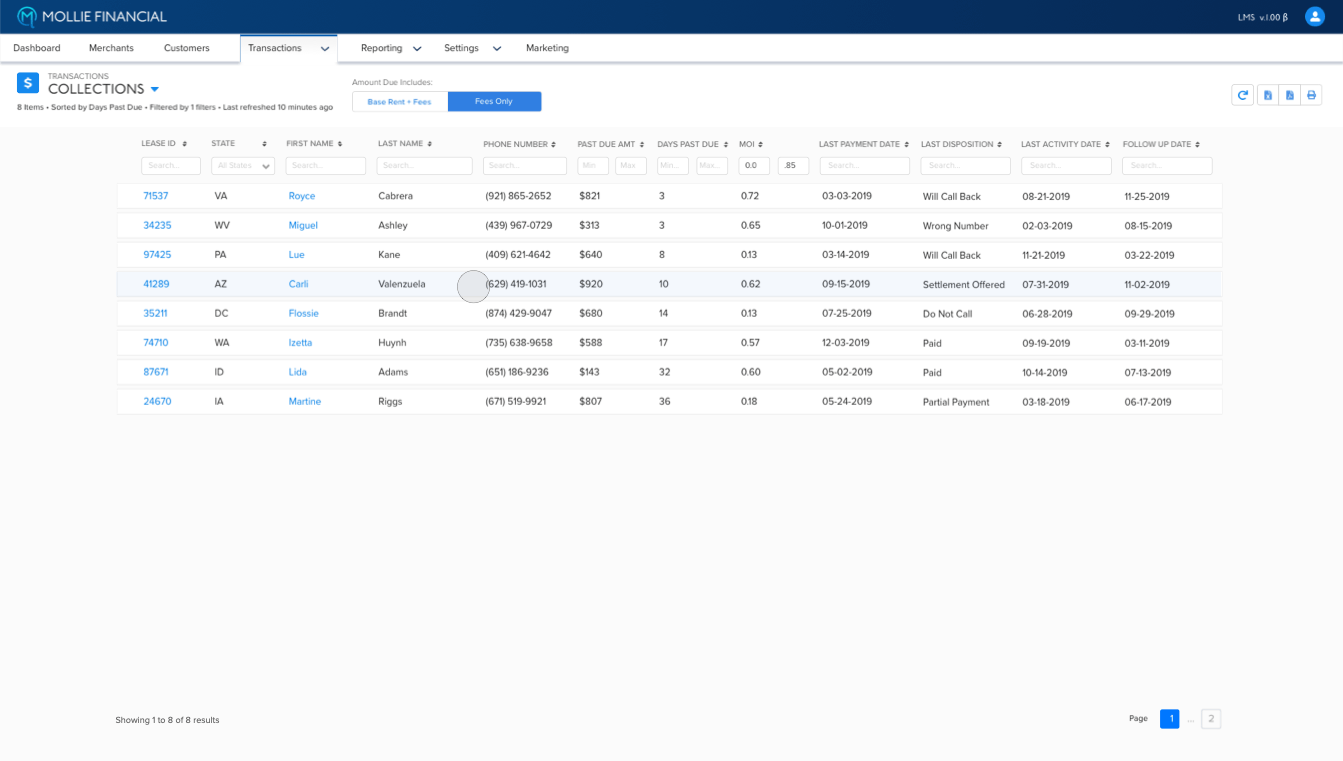 MOLLIE FINANCIAL
LMS v.1.00 β
Dashboard Merchants Customers Transactions Reporting Settings Marketing
TRANSACTIONS
COLLECTIONS
8 Items • Sorted by Days Past Due • Filtered by 1 filters • Last refreshed 10 minutes ago
Amount Due Includes:
Base Rent + Fees Fees Only
LEASE ID STATE FIRST NAME LAST NAME PHONE NUMBER PAST DUE AMT DAYS PAST DUE MOI LAST PAYMENT DATE LAST DISPOSITION LAST ACTIVITY DATE FOLLOW UP DATE
Search... All States Search... Search... Search... Min Max Min... Max... 0.0 .85 Search... Search... Search... Search...
71537 VA Royce Cabrera (921) 865-2652 $821 3 0.72 03-03-2019 Will Call Back 08-21-2019 11-25-2019
34235 WV Miguel Ashley (439) 967-0729 $313 3 0.65 10-01-2019 Wrong Number 02-03-2019 08-15-2019
97425 PA Lue Kane (409) 621-4642 $640 8 0.13 03-14-2019 Will Call Back 11-21-2019 03-22-2019
41289 AZ Carli Valenzuela (629) 419-1031 $920 10 0.62 09-15-2019 Settlement Offered 07-31-2019 11-02-2019
35211 DC Flossie Brandt (874) 429-9047 $680 14 0.13 07-25-2019 Do Not Call 06-28-2019 09-29-2019
74710 WA Izetta Huynh (735) 638-9658 $588 17 0.57 12-03-2019 Paid 09-19-2019 03-11-2019
87671 ID Lida Adams (651) 186-9236 $143 32 0.60 05-02-2019 Paid 10-14-2019 07-13-2019
24670 IA Martine Riggs (671) 519-9921 $807 36 0.18 05-24-2019 Partial Payment 03-18-2019 06-17-2019
Showing 1 to 8 of 8 results
Page 1 ... 2